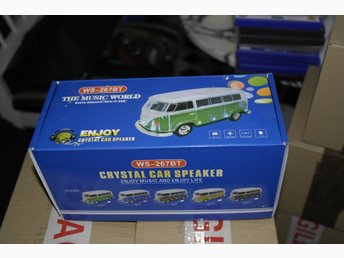 WS-267BT
THE MUSIC WORLD
ENJOY
CRYSTAL CAR SPEAKER
WS-267BT
CRYSTAL CAR SPEAKER
ENJOY MUSIC AND ENJOY LIFE